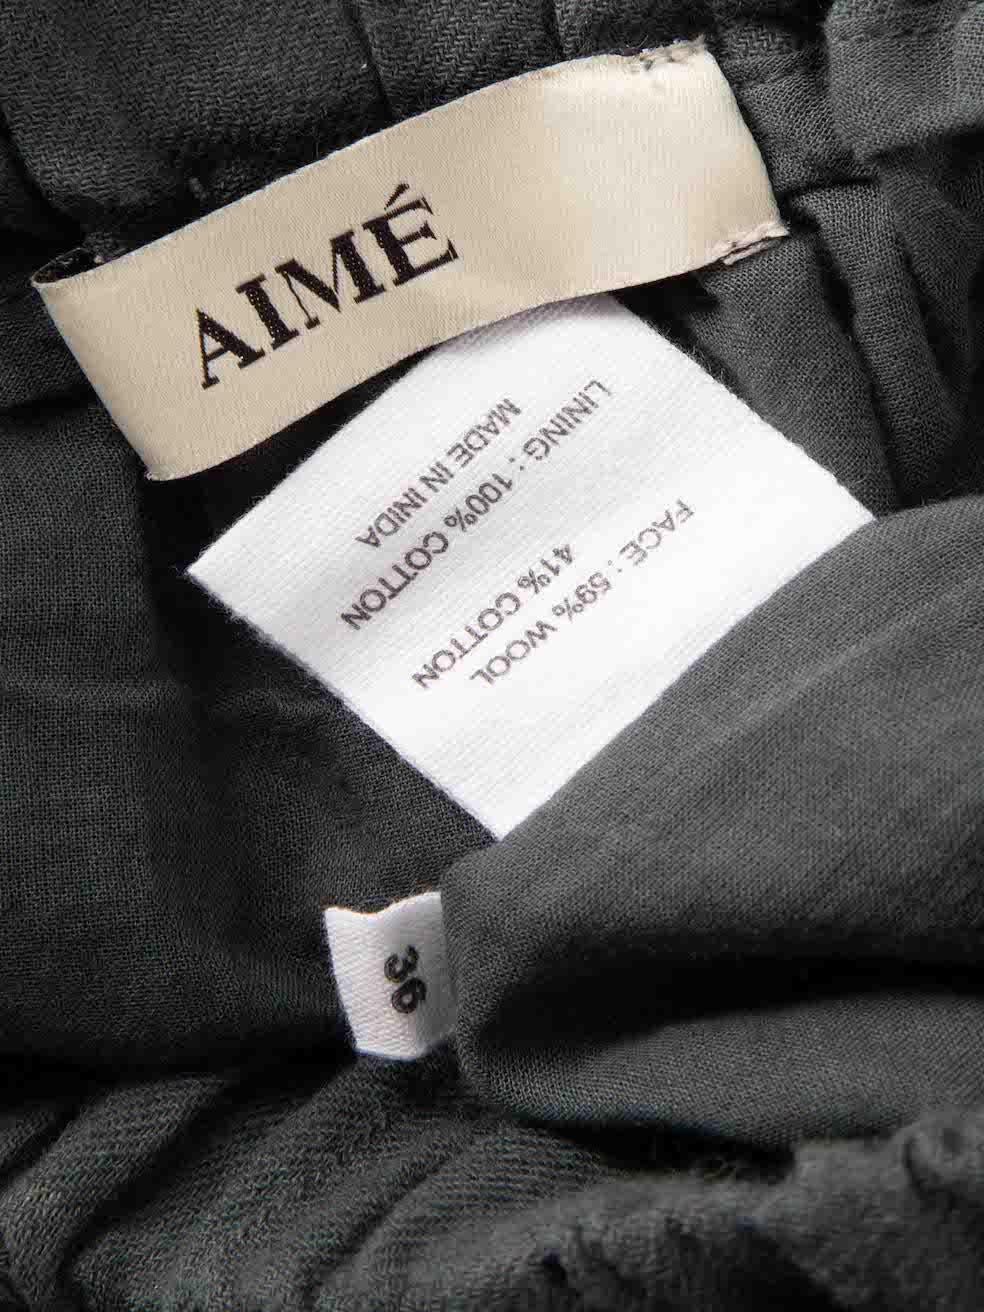 AIMÉ
FACE : 59% WOOL
41% COTTON
LINING : 100% COTTON
MADE IN INIDA
36